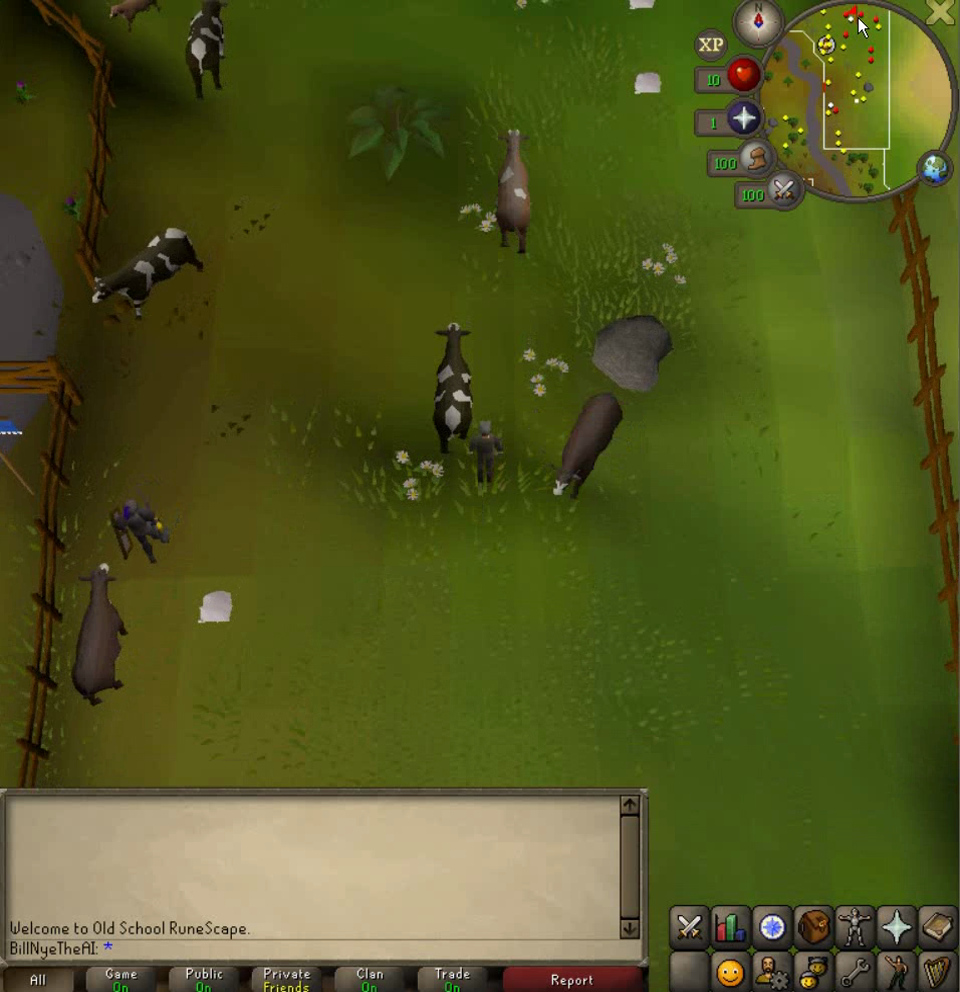 N
XP
10
1
100
100
Welcome to Old School RuneScape.
BillNyeTheAI: *
All
Game
On
Public
On
Private
Friends
Clan
On
Trade
On
Report